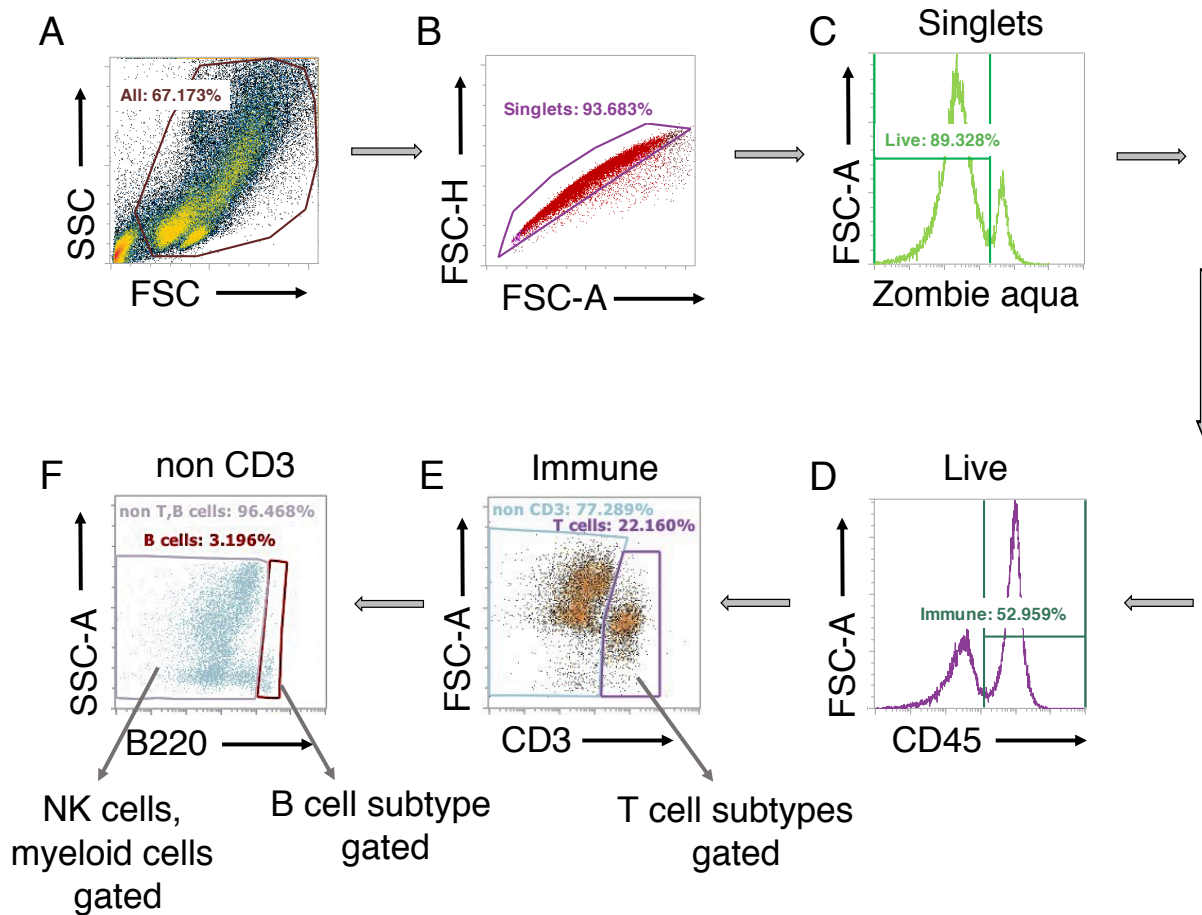 A
All: 67.173%
SSC
FSC
B
Singlets: 93.683%
FSC-H
FSC-A
C
Singlets
Live: 89.328%
FSC-A
Zombie aqua
F
non CD3
non T,B cells: 96.468%
B cells: 3.196%
SSC-A
B220
NK cells,
myeloid cells
gated
B cell subtype
gated
E
Immune
non CD3: 77.289%
T cells: 22.160%
FSC-A
CD3
T cell subtypes
gated
D
Live
Immune: 52.959%
FSC-A
CD45